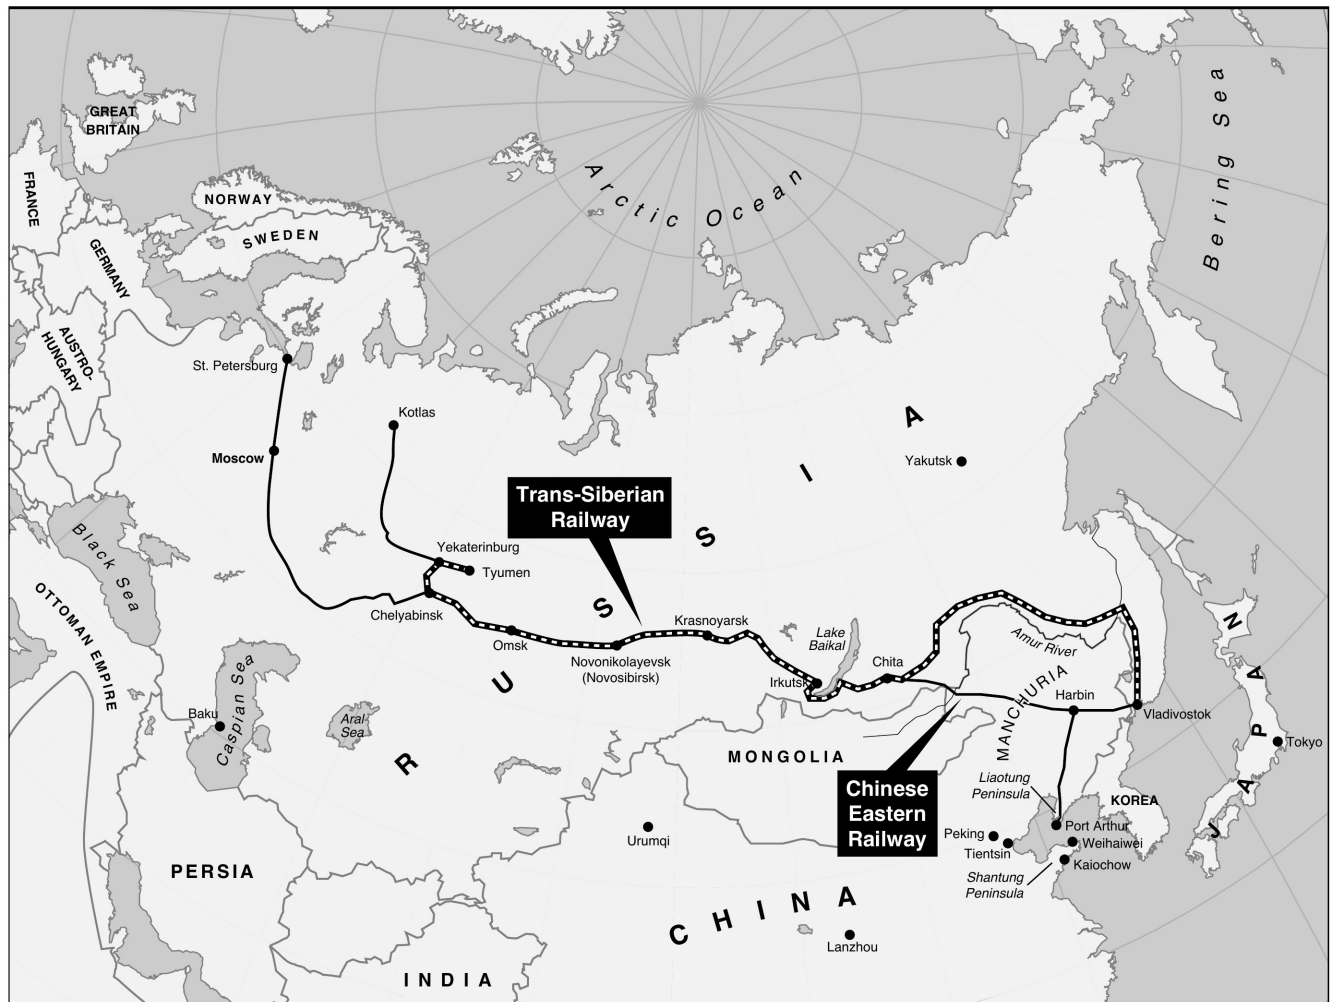 GREAT
BRITAIN
FRANCE
NORWAY
SWEDEN
GERMANY
AUSTRO-
HUNGARY
Arctic Ocean
Bering Sea
St. Petersburg
Kotlas
Moscow
Yakutsk
Trans-Siberian
Railway
RUSSIA
Black Sea
OTTOMAN EMPIRE
Yekaterinburg
Tyumen
Chelyabinsk
Omsk
Novonikolayevsk
(Novosibirsk)
Krasnoyarsk
Lake
Baikal
Irkutsk
Chita
Amur River
MANCHURIA
Harbin
Vladivostok
JAPAN
Tokyo
Baku
Caspian Sea
Aral
Sea
MONGOLIA
Chinese
Eastern
Railway
Liaotung
Peninsula
KOREA
Port Arthur
Peking
Weihaiwei
Tientsin
Kaiochow
Shantung
Peninsula
Urumqi
PERSIA
CHINA
Lanzhou
INDIA